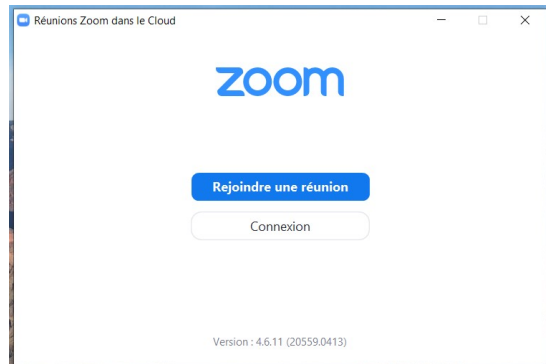 Réunions Zoom dans le Cloud
zoom
Rejoindre une réunion
Connexion
Version : 4.6.11 (20559.0413)